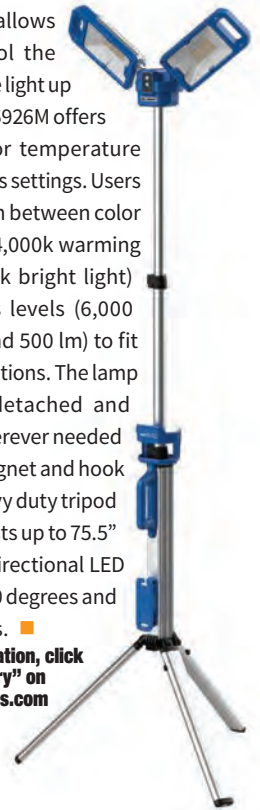 allows
ol the
light up
926M offers
or temperature
s settings. Users
n between color
4,000k warming
k bright light)
s levels (6,000
nd 500 lm) to fit
tions. The lamp
detached and
erever needed
gnet and hook
vy duty tripod
ts up to 75.5”
irectional LED
0 degrees and
s. ■
ation, click
ry” on
s.com